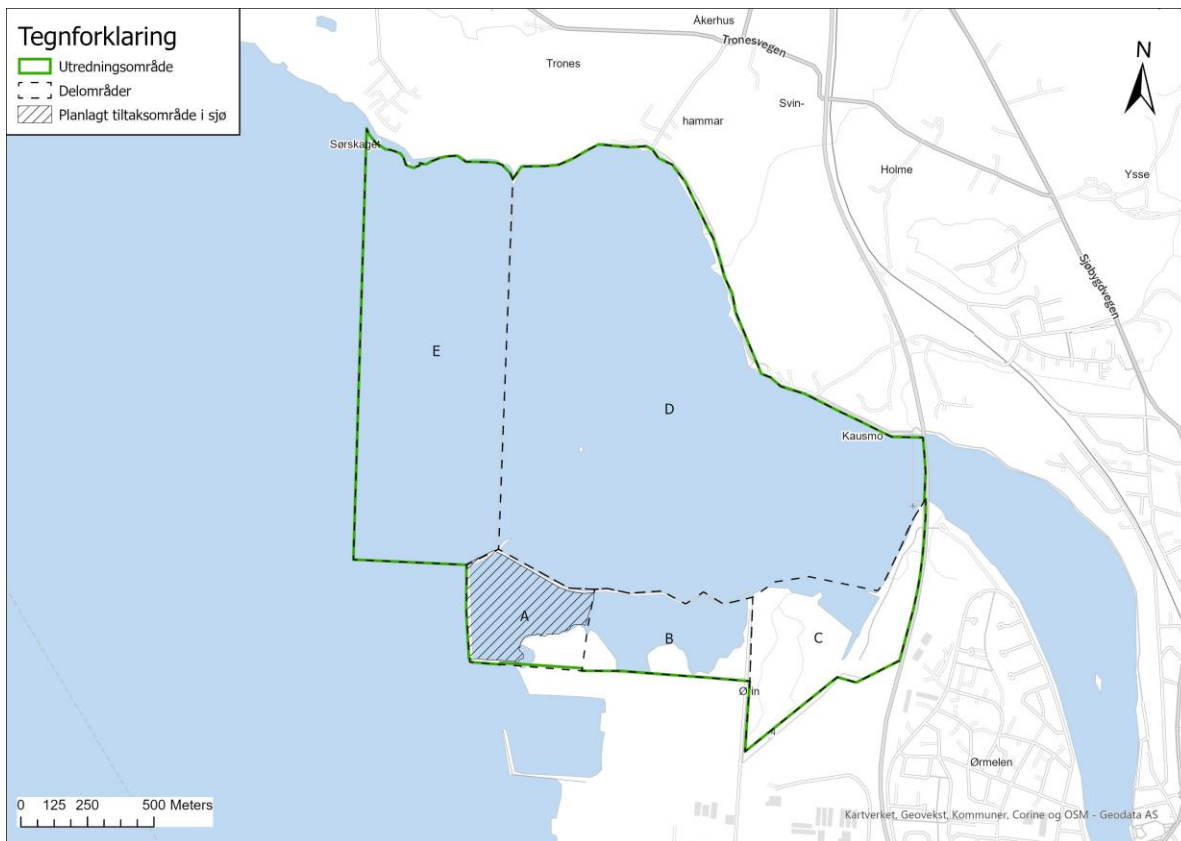 Tegnforklaring
Utredningsområde
Delområder
Planlagt tiltaksområde i sjø
Åkerhus
Tronesvegen
Trones
Svin-
hammar
N
Sørskaget
Holme
Ysse
Sjøbygdvegen
E
D
Kausmo
A
B
C
Ørin
Ørmelen
0 125 250 500 Meters
Kartverket, Geovekst, Kommuner, Corine og OSM - Geodata AS